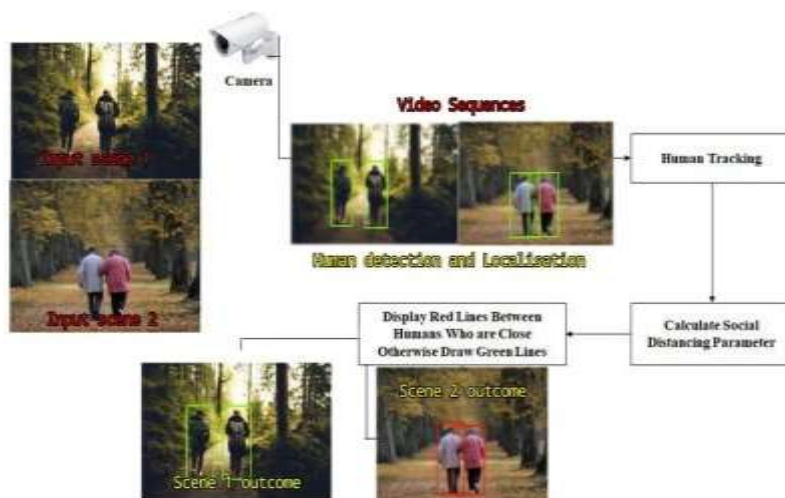 Camera
Input scene 1
Input scene 2
Video Sequences
Human detection and Localisation
Human Tracking
Calculate Social
Distancing Parameter
Display Red Lines Between
Humans Who are Close
Otherwise Draw Green Lines
Scene 1 outcome
Scene 2 outcome